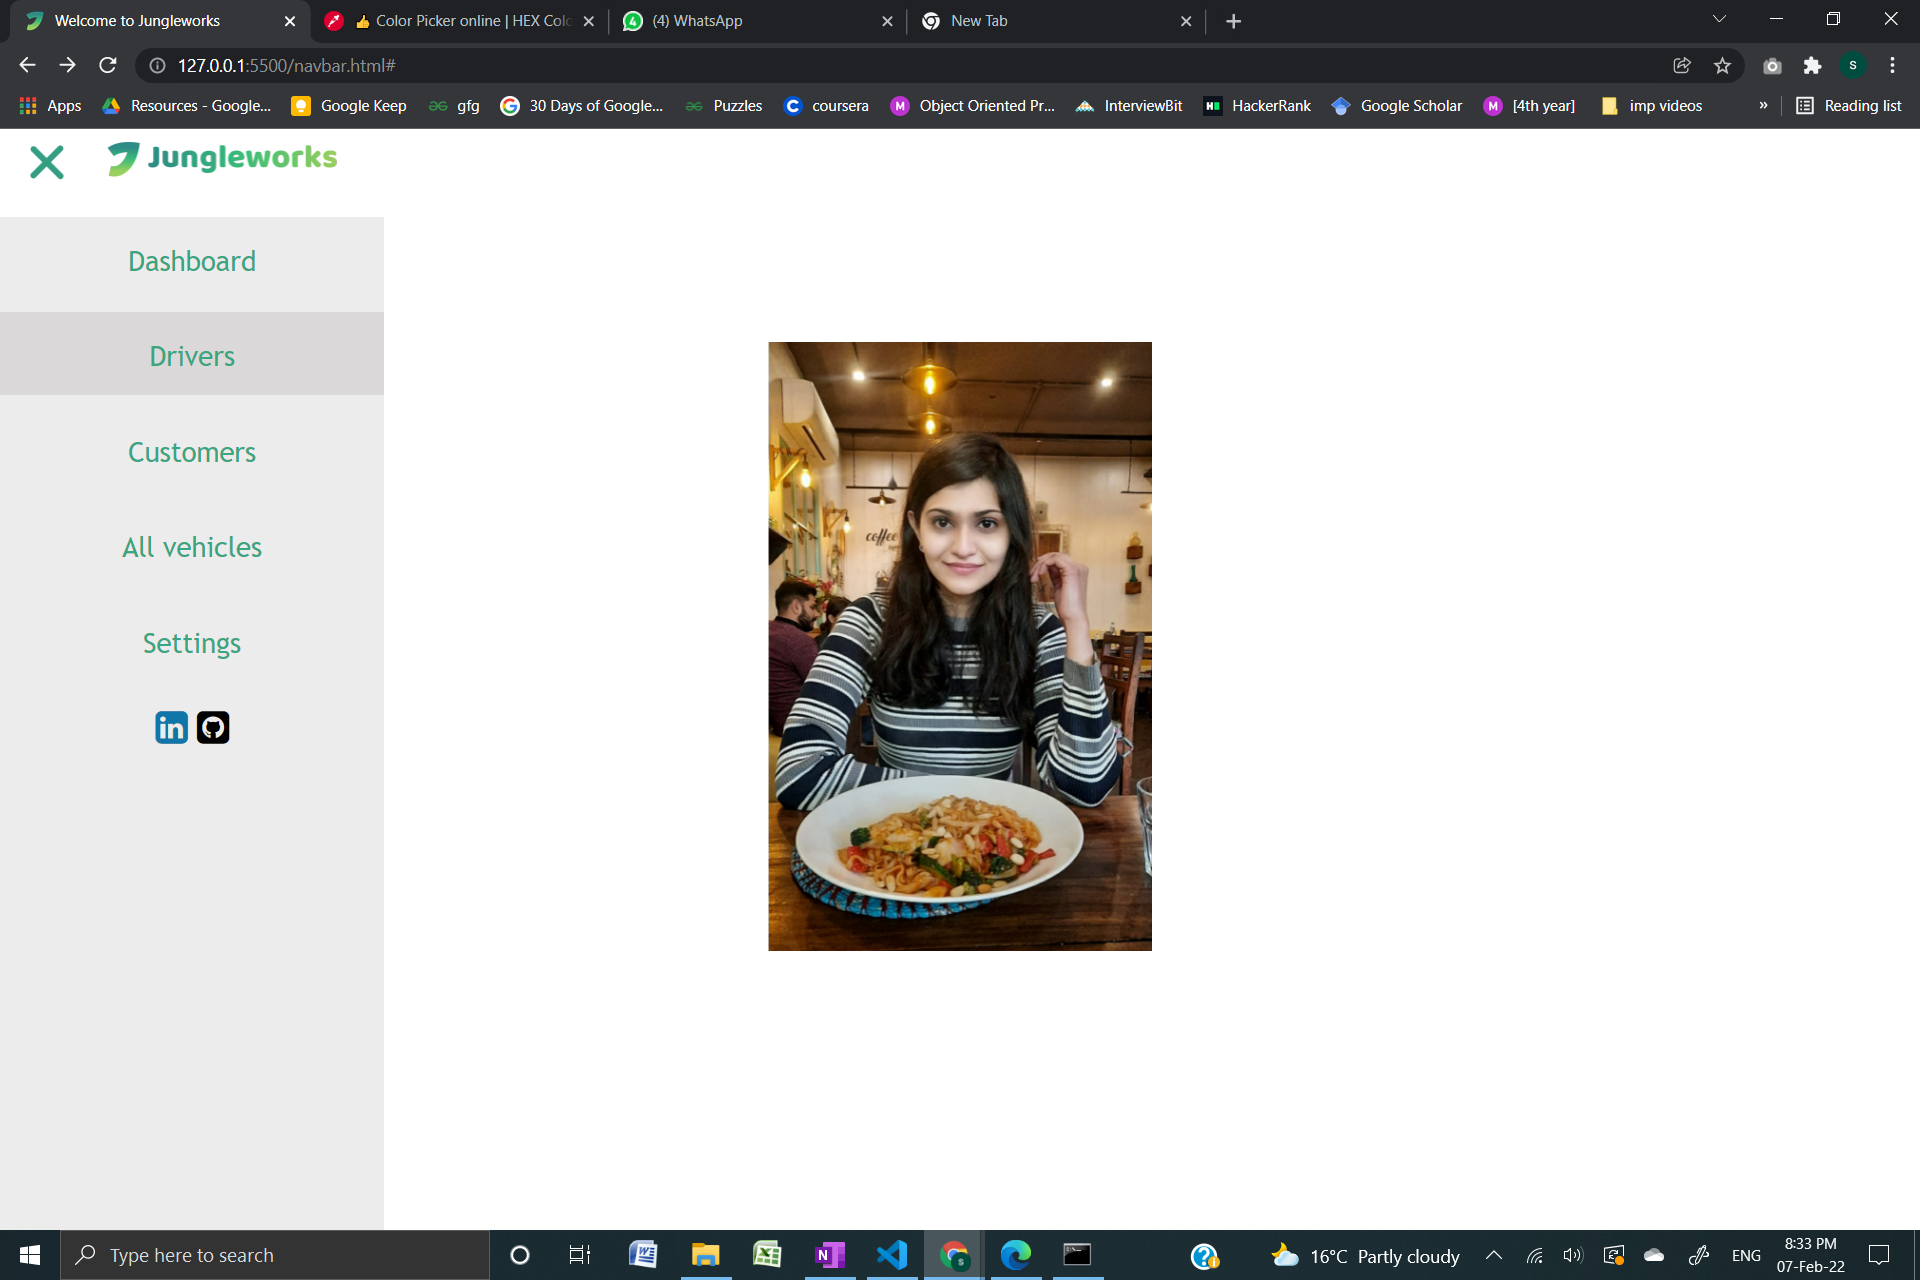 Welcome to Jungleworks
👍 Color Picker online | HEX Colo
(4) WhatsApp
New Tab
127.0.0.1:5500/navbar.html#
S
Apps
Resources - Google...
Google Keep
gfg
30 Days of Google...
Puzzles
coursera
Object Oriented Pr...
InterviewBit
HackerRank
Google Scholar
[4th year]
imp videos
»
Reading list
Jungleworks
Dashboard
Drivers
Customers
All vehicles
Settings
in
coffee
Type here to search
16°C Partly cloudy
ENG
8:33 PM
07-Feb-22